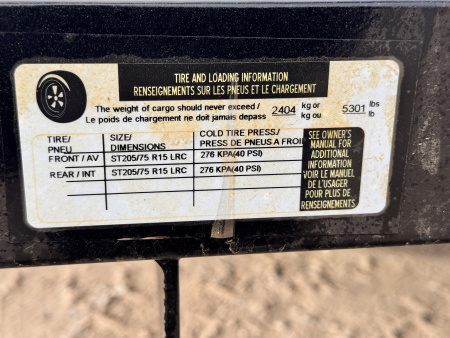 TIRE AND LOADING INFORMATION
RENSEIGNEMENTS SUR LES PNEUS ET LE CHARGEMENT
The weight of cargo should never exceed / 2404 kg or 5301 lbs
Le poids de chargement ne doit jamais depass kg ou lb
TIRE/ SIZE/ COLD TIRE PRESS/
PNEU DIMENSIONS PRESS DE PNEUS A FROI
FRONT / AV ST205/75 R15 LRC 276 KPA(40 PSI)
REAR / INT ST205/75 R15 LRC 276 KPA(40 PSI)
SEE OWNER'S
MANUAL FOR
ADDITIONAL
INFORMATION
VOIR LE MANUEL
DE L'USAGER
POUR PLUS DE
RENSEIGNEMENTS